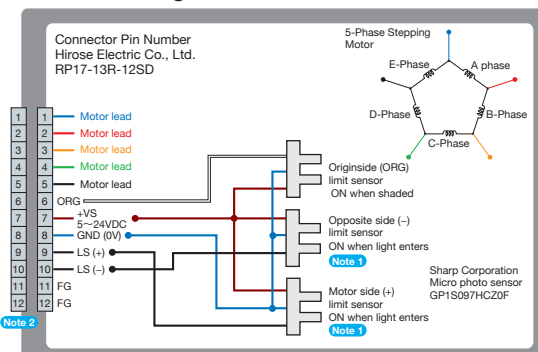 Connector Pin Number
Hirose Electric Co., Ltd.
RP17-13R-12SD
5-Phase Stepping
Motor
E-Phase
A phase
D-Phase
B-Phase
C-Phase
1 1 Motor lead
2 2 Motor lead
3 3 Motor lead
4 4 Motor lead
5 5 Motor lead
6 6 ORG
7 7 +VS
5～24VDC
8 8 GND (0V)
9 9 LS (+)
10 10 LS (−)
11 11 FG
12 12 FG
Note 2
Originside (ORG)
limit sensor
ON when shaded
Opposite side (−)
limit sensor
ON when light enters
Note 1
Motor side (+)
limit sensor
ON when light enters
Note 1
Sharp Corporation
Micro photo sensor
GP1S097HCZ0F